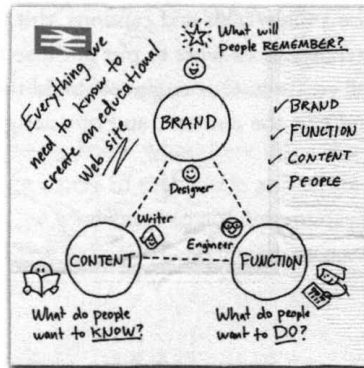 Everything we
need to know to
create an educational
Web site
What will
people REMEMBER?
BRAND
✓ BRAND
✓ FUNCTION
✓ CONTENT
✓ PEOPLE
Designer
Writer
Engineer
CONTENT
FUNCTION
What do people
want to KNOW?
What do people
want to DO?